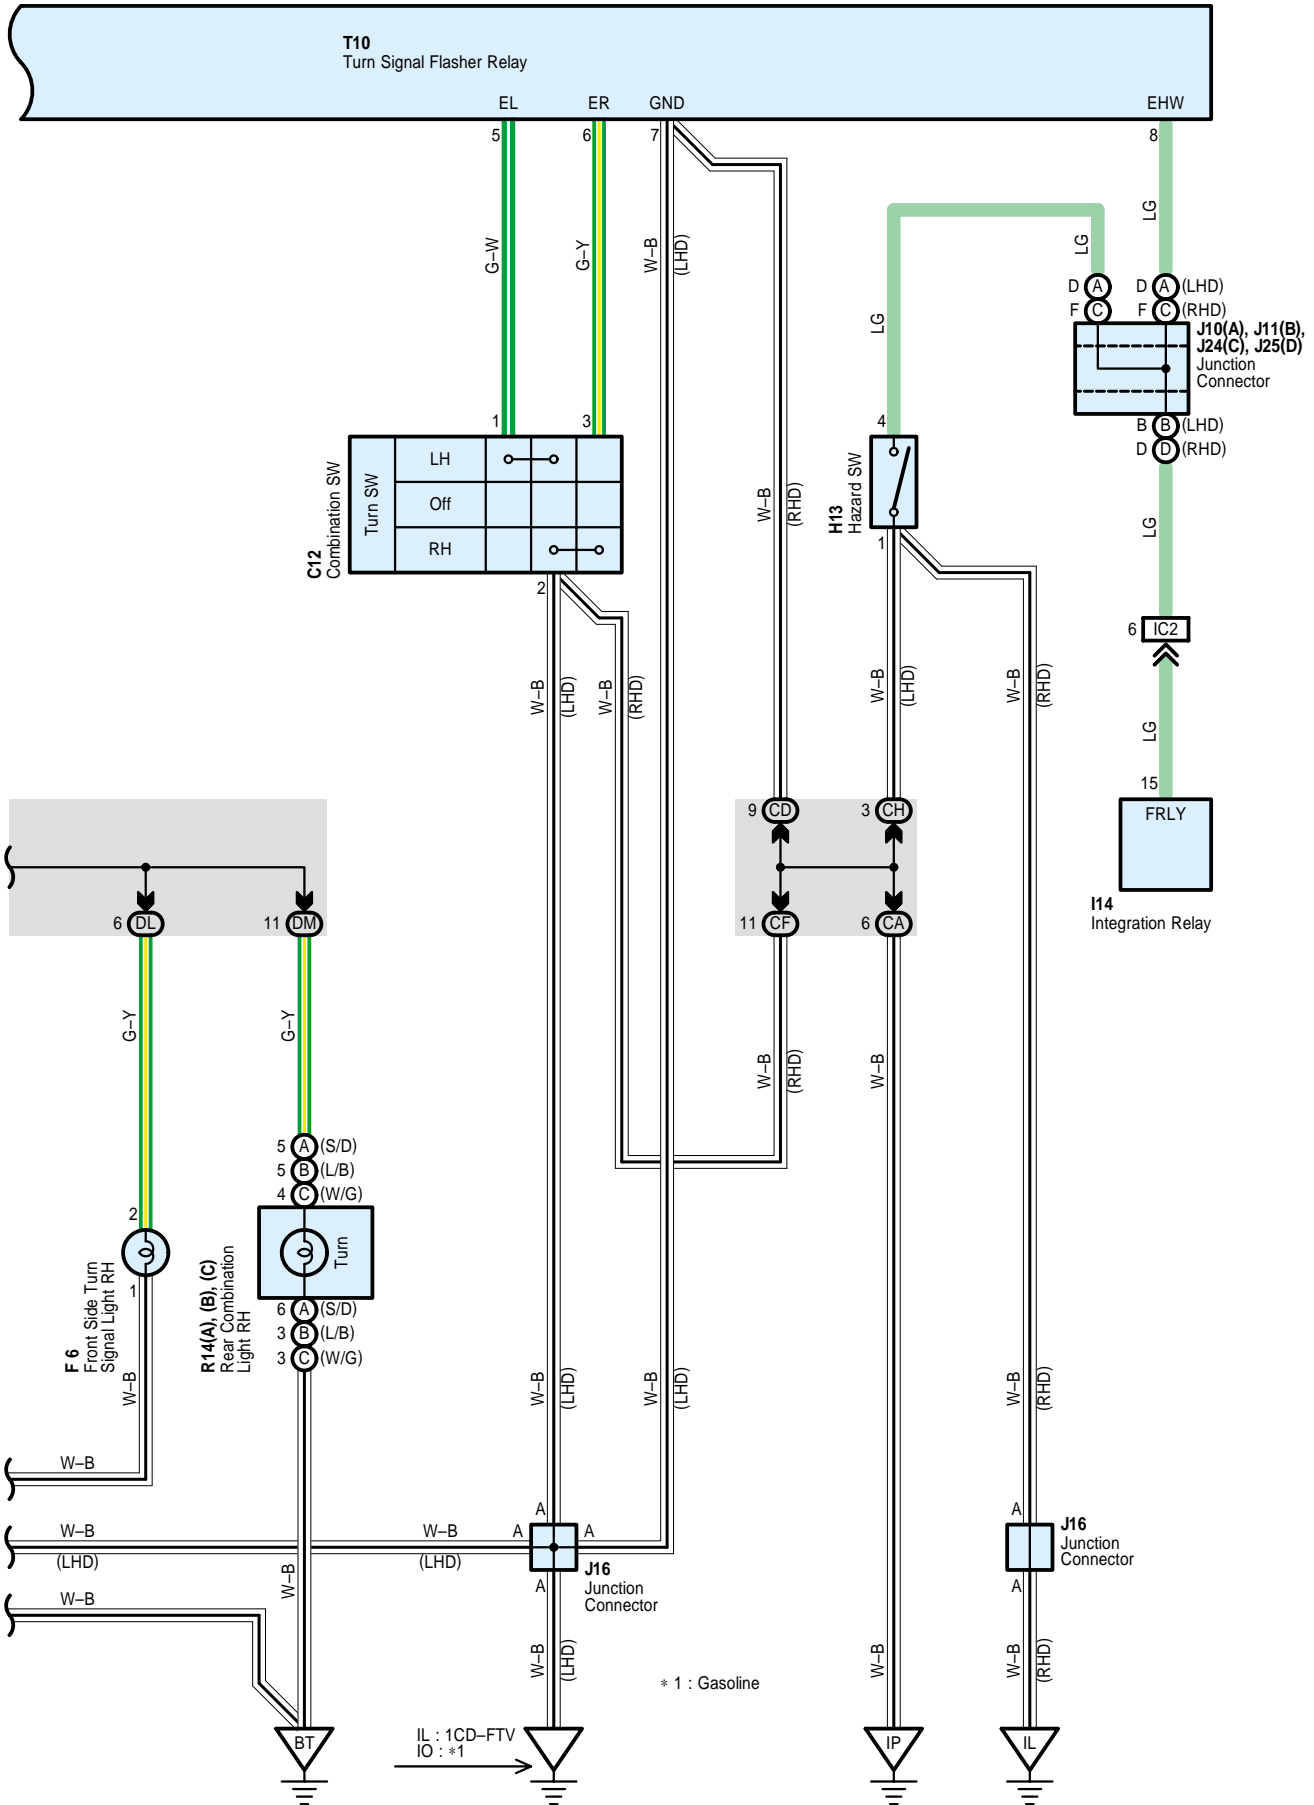 T10
Turn Signal Flasher Relay
EL
ER
GND
EHW
5
6
7
8
G–W
G–Y
W–B
(LHD)
LG
LG
LG
D A
D A (LHD)
F C
F C (RHD)
J10(A), J11(B),
J24(C), J25(D)
Junction
Connector
B B (LHD)
D D (RHD)
1
3
4
C12
Combination SW
Turn SW
LH
Off
RH
2
W–B
(RHD)
H13
Hazard SW
1
LG
6 IC2
W–B
(LHD)
W–B
(RHD)
W–B
(LHD)
W–B
(RHD)
LG
15
FRLY
I14
Integration Relay
9 CD
3 CH
11 CF
6 CA
6 DL
11 DM
G–Y
G–Y
W–B
(RHD)
W–B
5 A (S/D)
5 B (L/B)
4 C (W/G)
2
Turn
1
6 A (S/D)
3 B (L/B)
3 C (W/G)
F 6
Front Side Turn
Signal Light RH
R14(A), (B), (C)
Rear Combination
Light RH
W–B
W–B
(LHD)
W–B
(LHD)
W–B
(RHD)
W–B
W–B
(LHD)
W–B
(LHD)
A
A
A
A
J16
Junction
Connector
A
A
J16
Junction
Connector
W–B
W–B
W–B
(LHD)
W–B
W–B
(RHD)
∗ 1 : Gasoline
IL : 1CD–FTV
IO : ∗1
BT
IP
IL